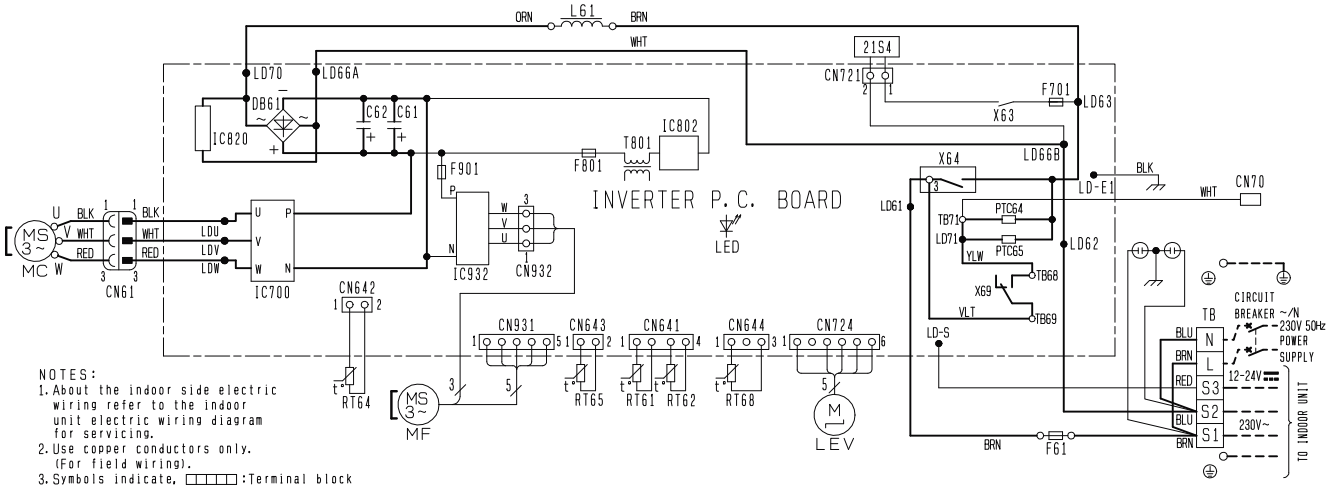 ORN
L61
BRN
WHT
21S4
LD70
LD66A
CN721
2
1
F701
LD63
X63
DB61
~
~
−
+
IC820
C62
C61
+
+
T801
IC802
F801
F901
LD66B
X64
3
LD-E1
BLK
WHT
CN70
INVERTER P. C. BOARD
LED
P
W
V
U
3
1
N
IC932
CN932
LD61
TB71
PTC64
LD71
PTC65
YLW
LD62
X69
TB68
VLT
TB69
LD-S
U
V
W
MS
3~
MC
BLK
WHT
RED
1
1
3
3
CN61
BLK
WHT
RED
LDU
LDV
LDW
U
V
W
P
N
IC700
CN642
1
2
t°
RT64
CN931
1
5
CN643
1
2
CN641
1
4
CN644
1
3
CN724
1
6
3
5
5
MS
3~
MF
t°
RT65
t°
RT61
t°
RT62
t°
RT68
M
LEV
CIRCUIT
BREAKER
~/N
230V 50Hz
POWER
SUPPLY
TB
BLU
N
BRN
L
RED
S3
12-24V
S2
BLU
230V~
S1
BRN
BRN
F61
TO INDOOR UNIT
NOTES:
1. About the indoor side electric
wiring refer to the indoor
unit electric wiring diagram
for servicing.
2. Use copper conductors only.
(For field wiring).
3. Symbols indicate, :Terminal block